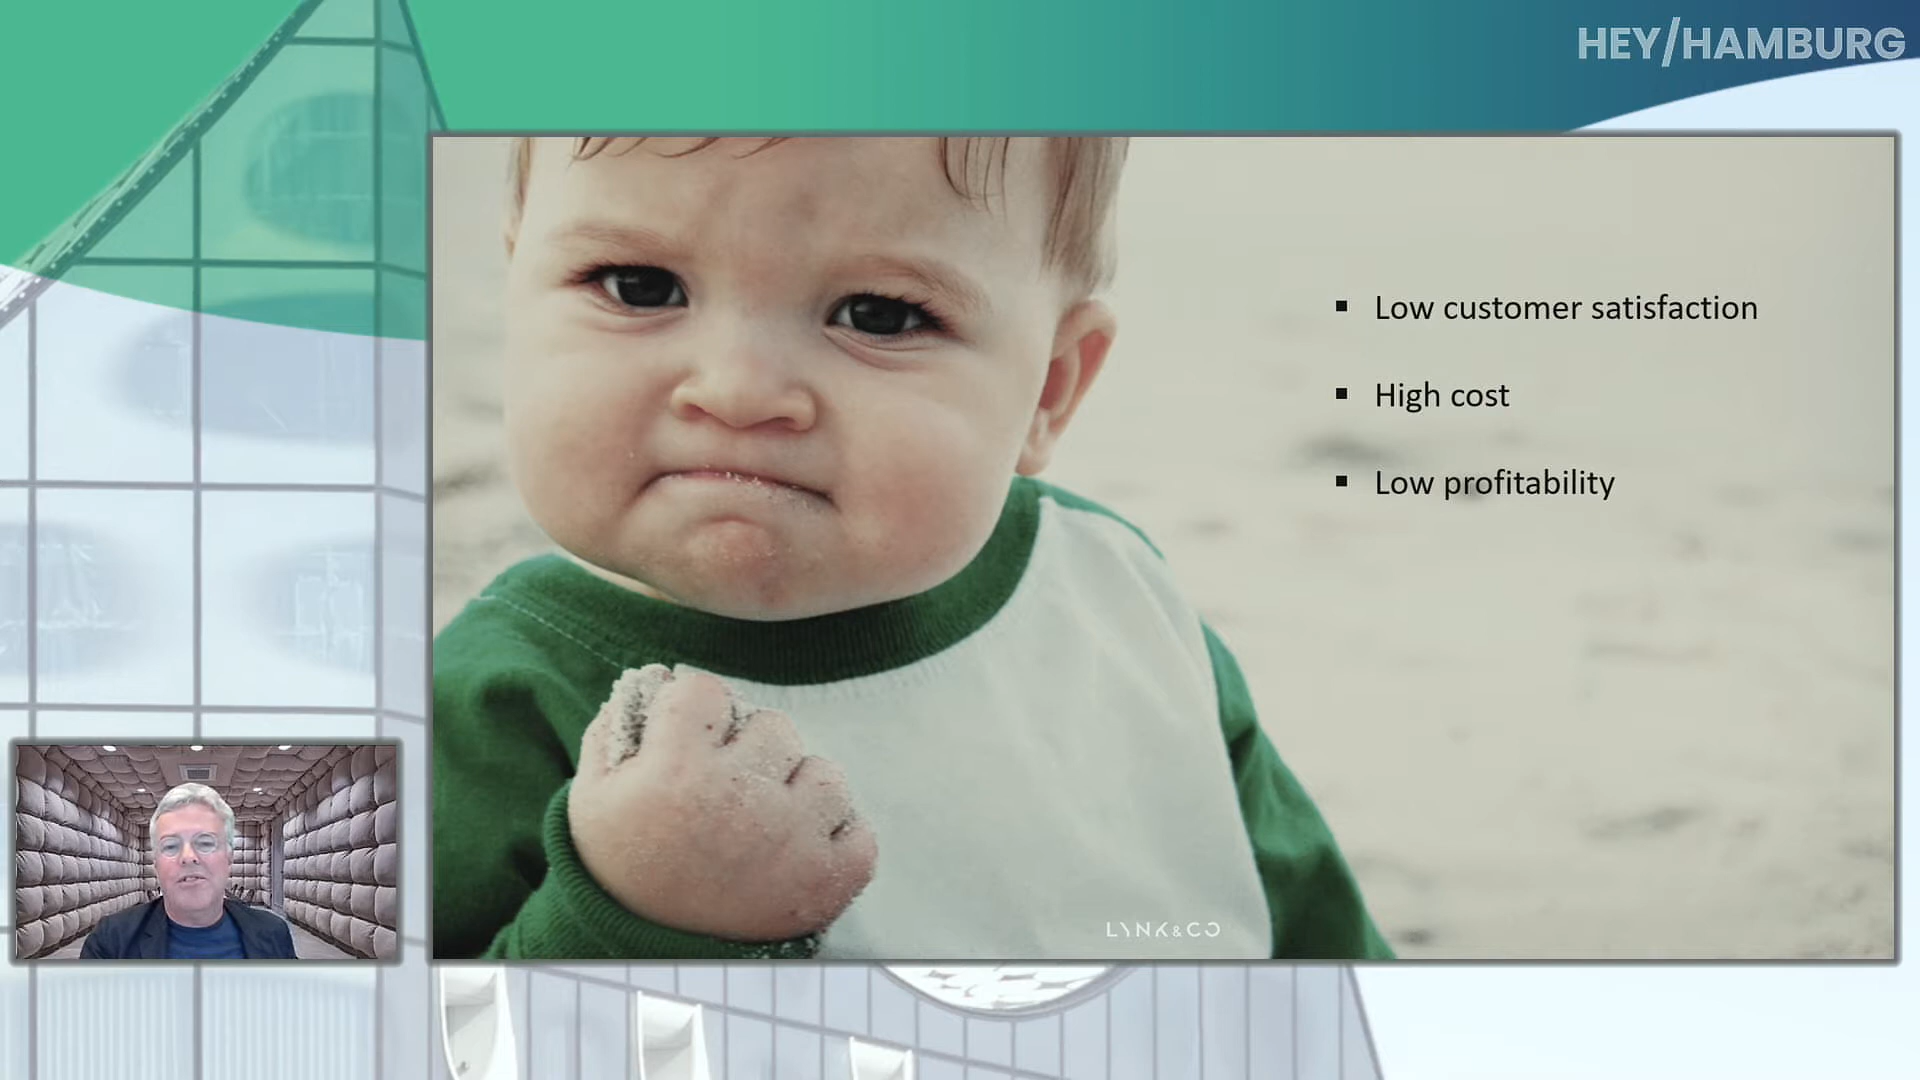 HEY/HAMBURG
Low customer satisfaction
High cost
Low profitability
LYNK&CO